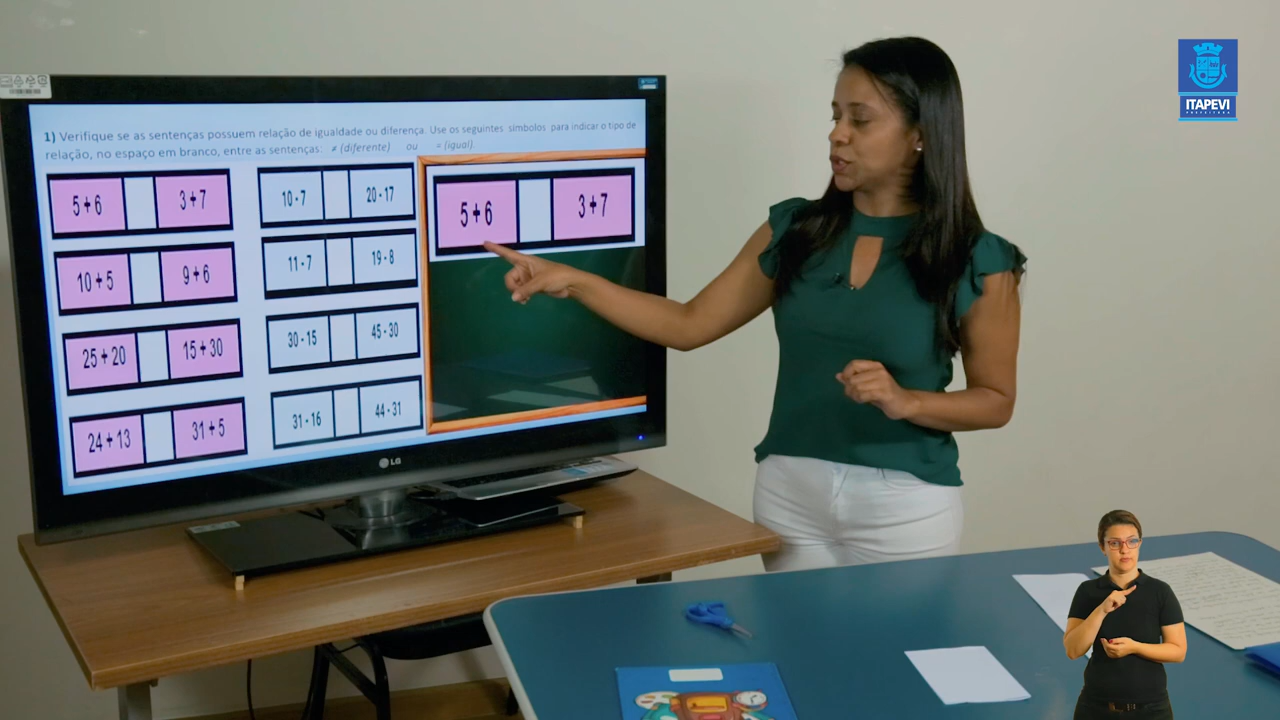 1) Verifique se as sentenças possuem relação de igualdade ou diferença. Use os seguintes símbolos para indicar o tipo de
relação, no espaço em branco, entre as sentenças: ≠ (diferente) ou = (igual).
5+6 3+7
10+5 9+6
25+20 15+30
24+13 31+5
10-7 20-17
11-7 19-8
30-15 45-30
31-16 44-31
5+6 3+7
LG
ITAPEVI
PREFEITURA